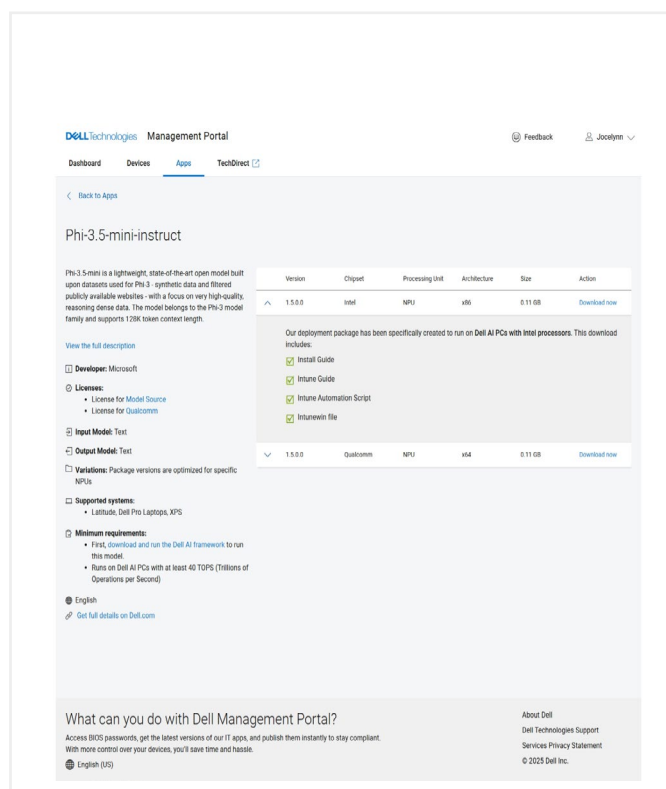 DELLTechnologies Management Portal
Feedback
Jocelynn
Dashboard Devices Apps TechDirect
Back to Apps
Phi-3.5-mini-instruct
Phi-3.5-mini is a lightweight, state-of-the-art open model built
upon datasets used for Phi-3 - synthetic data and filtered
publicly available websites - with a focus on very high-quality,
reasoning dense data. The model belongs to the Phi-3 model
family and supports 128K token context length.
View the full description
Developer: Microsoft
Licenses:
• License for Model Source
• License for Qualcomm
Input Model: Text
Output Model: Text
Variations: Package versions are optimized for specific
NPUs
Supported systems:
• Latitude, Dell Pro Laptops, XPS
Minimum requirements:
• First, download and run the Dell AI framework to run
this model.
• Runs on Dell AI PCs with at least 40 TOPS (Trillions of
Operations per Second)
English
Get full details on Dell.com
Version Chipset Processing Unit Architecture Size Action
1.5.0.0 Intel NPU x86 0.11 GB Download now
Our deployment package has been specifically created to run on Dell AI PCs with Intel processors. This download
includes:
Install Guide
Intune Guide
Intune Automation Script
Intunewin file
1.5.0.0 Qualcomm NPU x64 0.11 GB Download now
What can you do with Dell Management Portal?
Access BIOS passwords, get the latest versions of our IT apps, and publish them instantly to stay compliant.
With more control over your devices, you'll save time and hassle.
English (US)
About Dell
Dell Technologies Support
Services Privacy Statement
© 2025 Dell Inc.